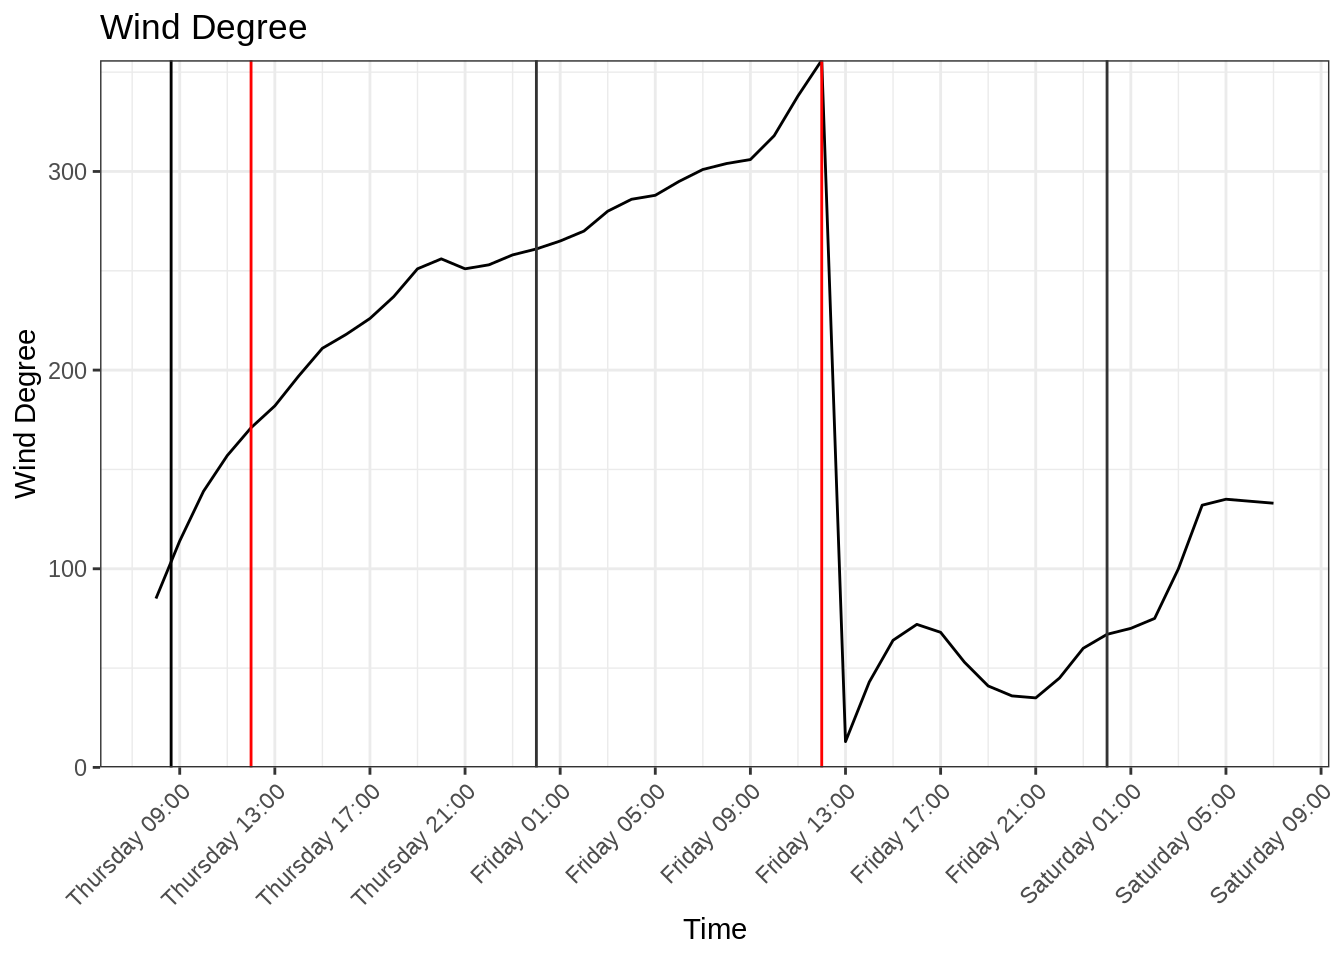 Wind Degree
Wind Degree
300
200
100
0
Thursday 09:00
Thursday 13:00
Thursday 17:00
Thursday 21:00
Friday 01:00
Friday 05:00
Friday 09:00
Friday 13:00
Friday 17:00
Friday 21:00
Saturday 01:00
Saturday 05:00
Saturday 09:00
Time